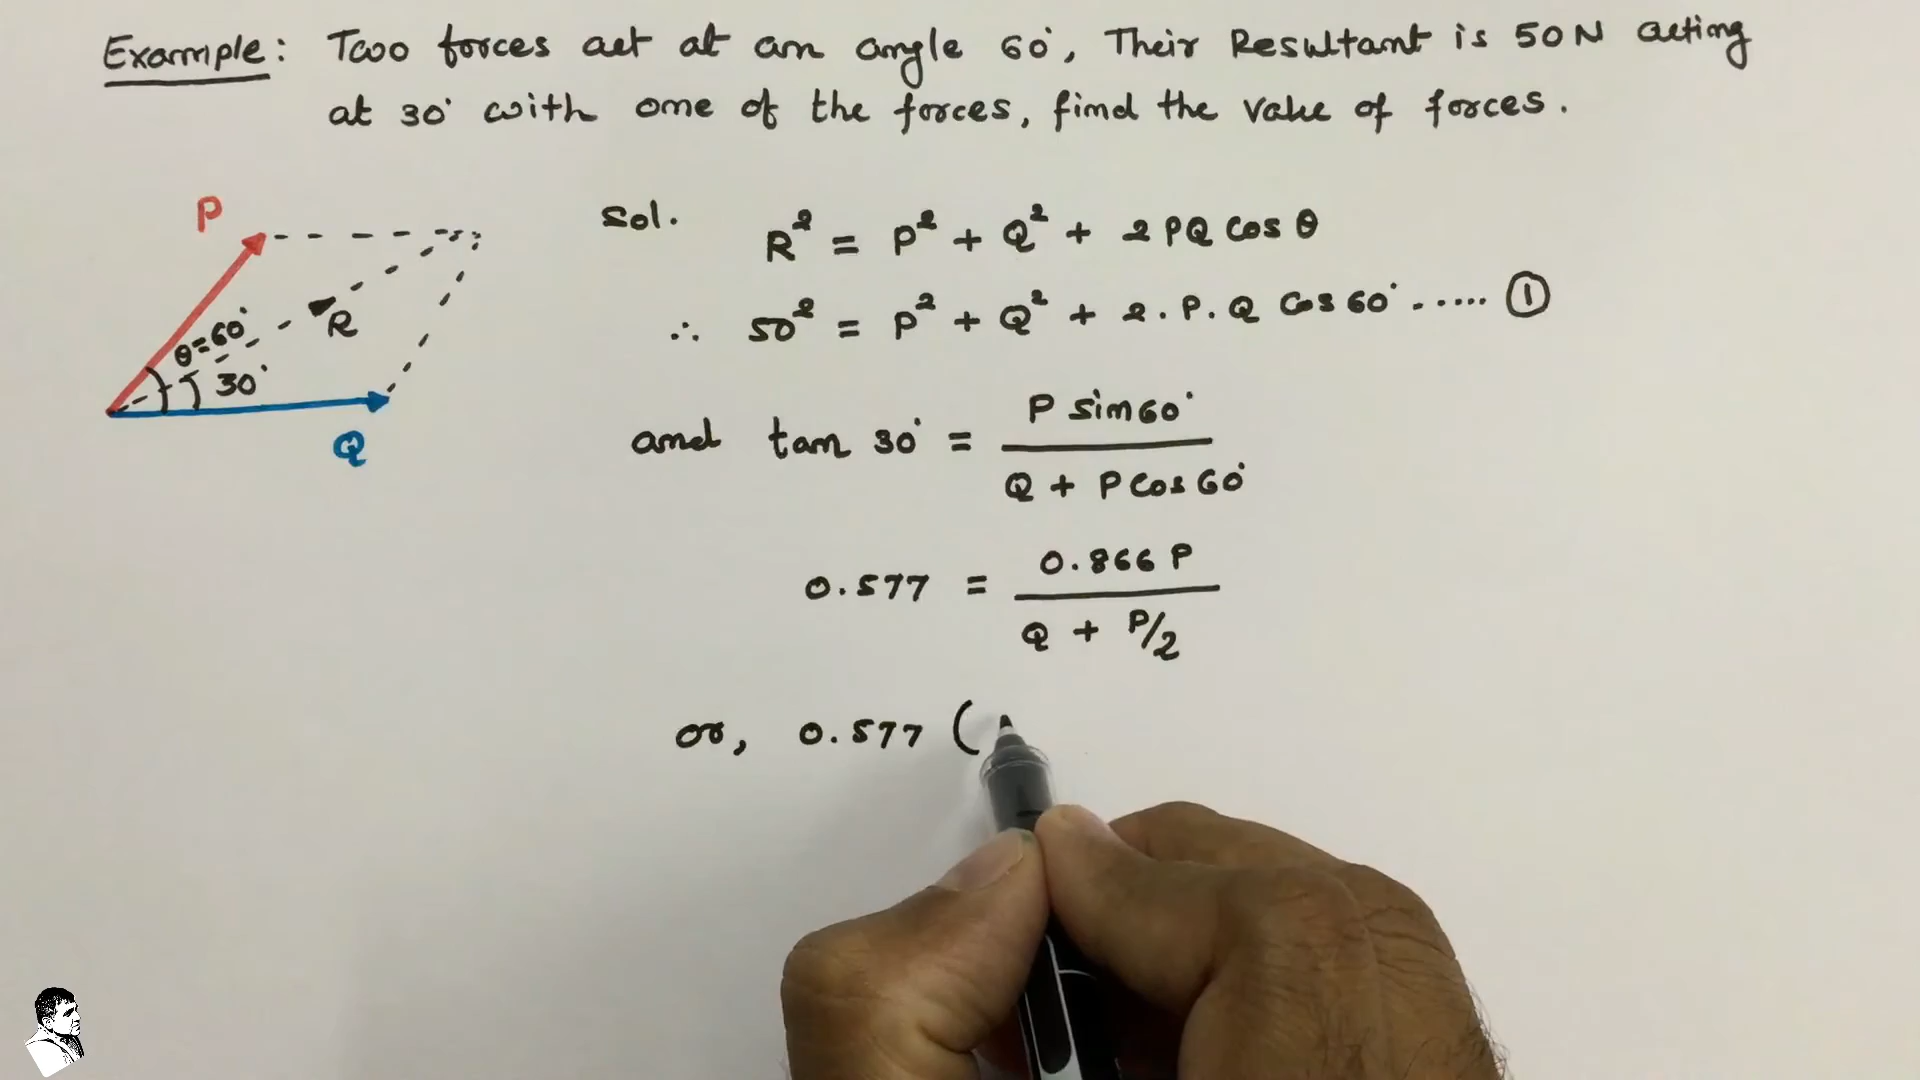 Example: Two forces act at an angle 60°, Their Resultant is 50N acting
at 30° with one of the forces, find the value of forces.
P
θ=60°
30°
R
Q
Sol. R² = P² + Q² + 2PQ Cos θ
∴ 50² = P² + Q² + 2.P.Q Cos 60° ...... ①
and tan 30° = P sin60° / Q + P Cos 60°
0.577 = 0.866 P / Q + P/2
or, 0.577 (